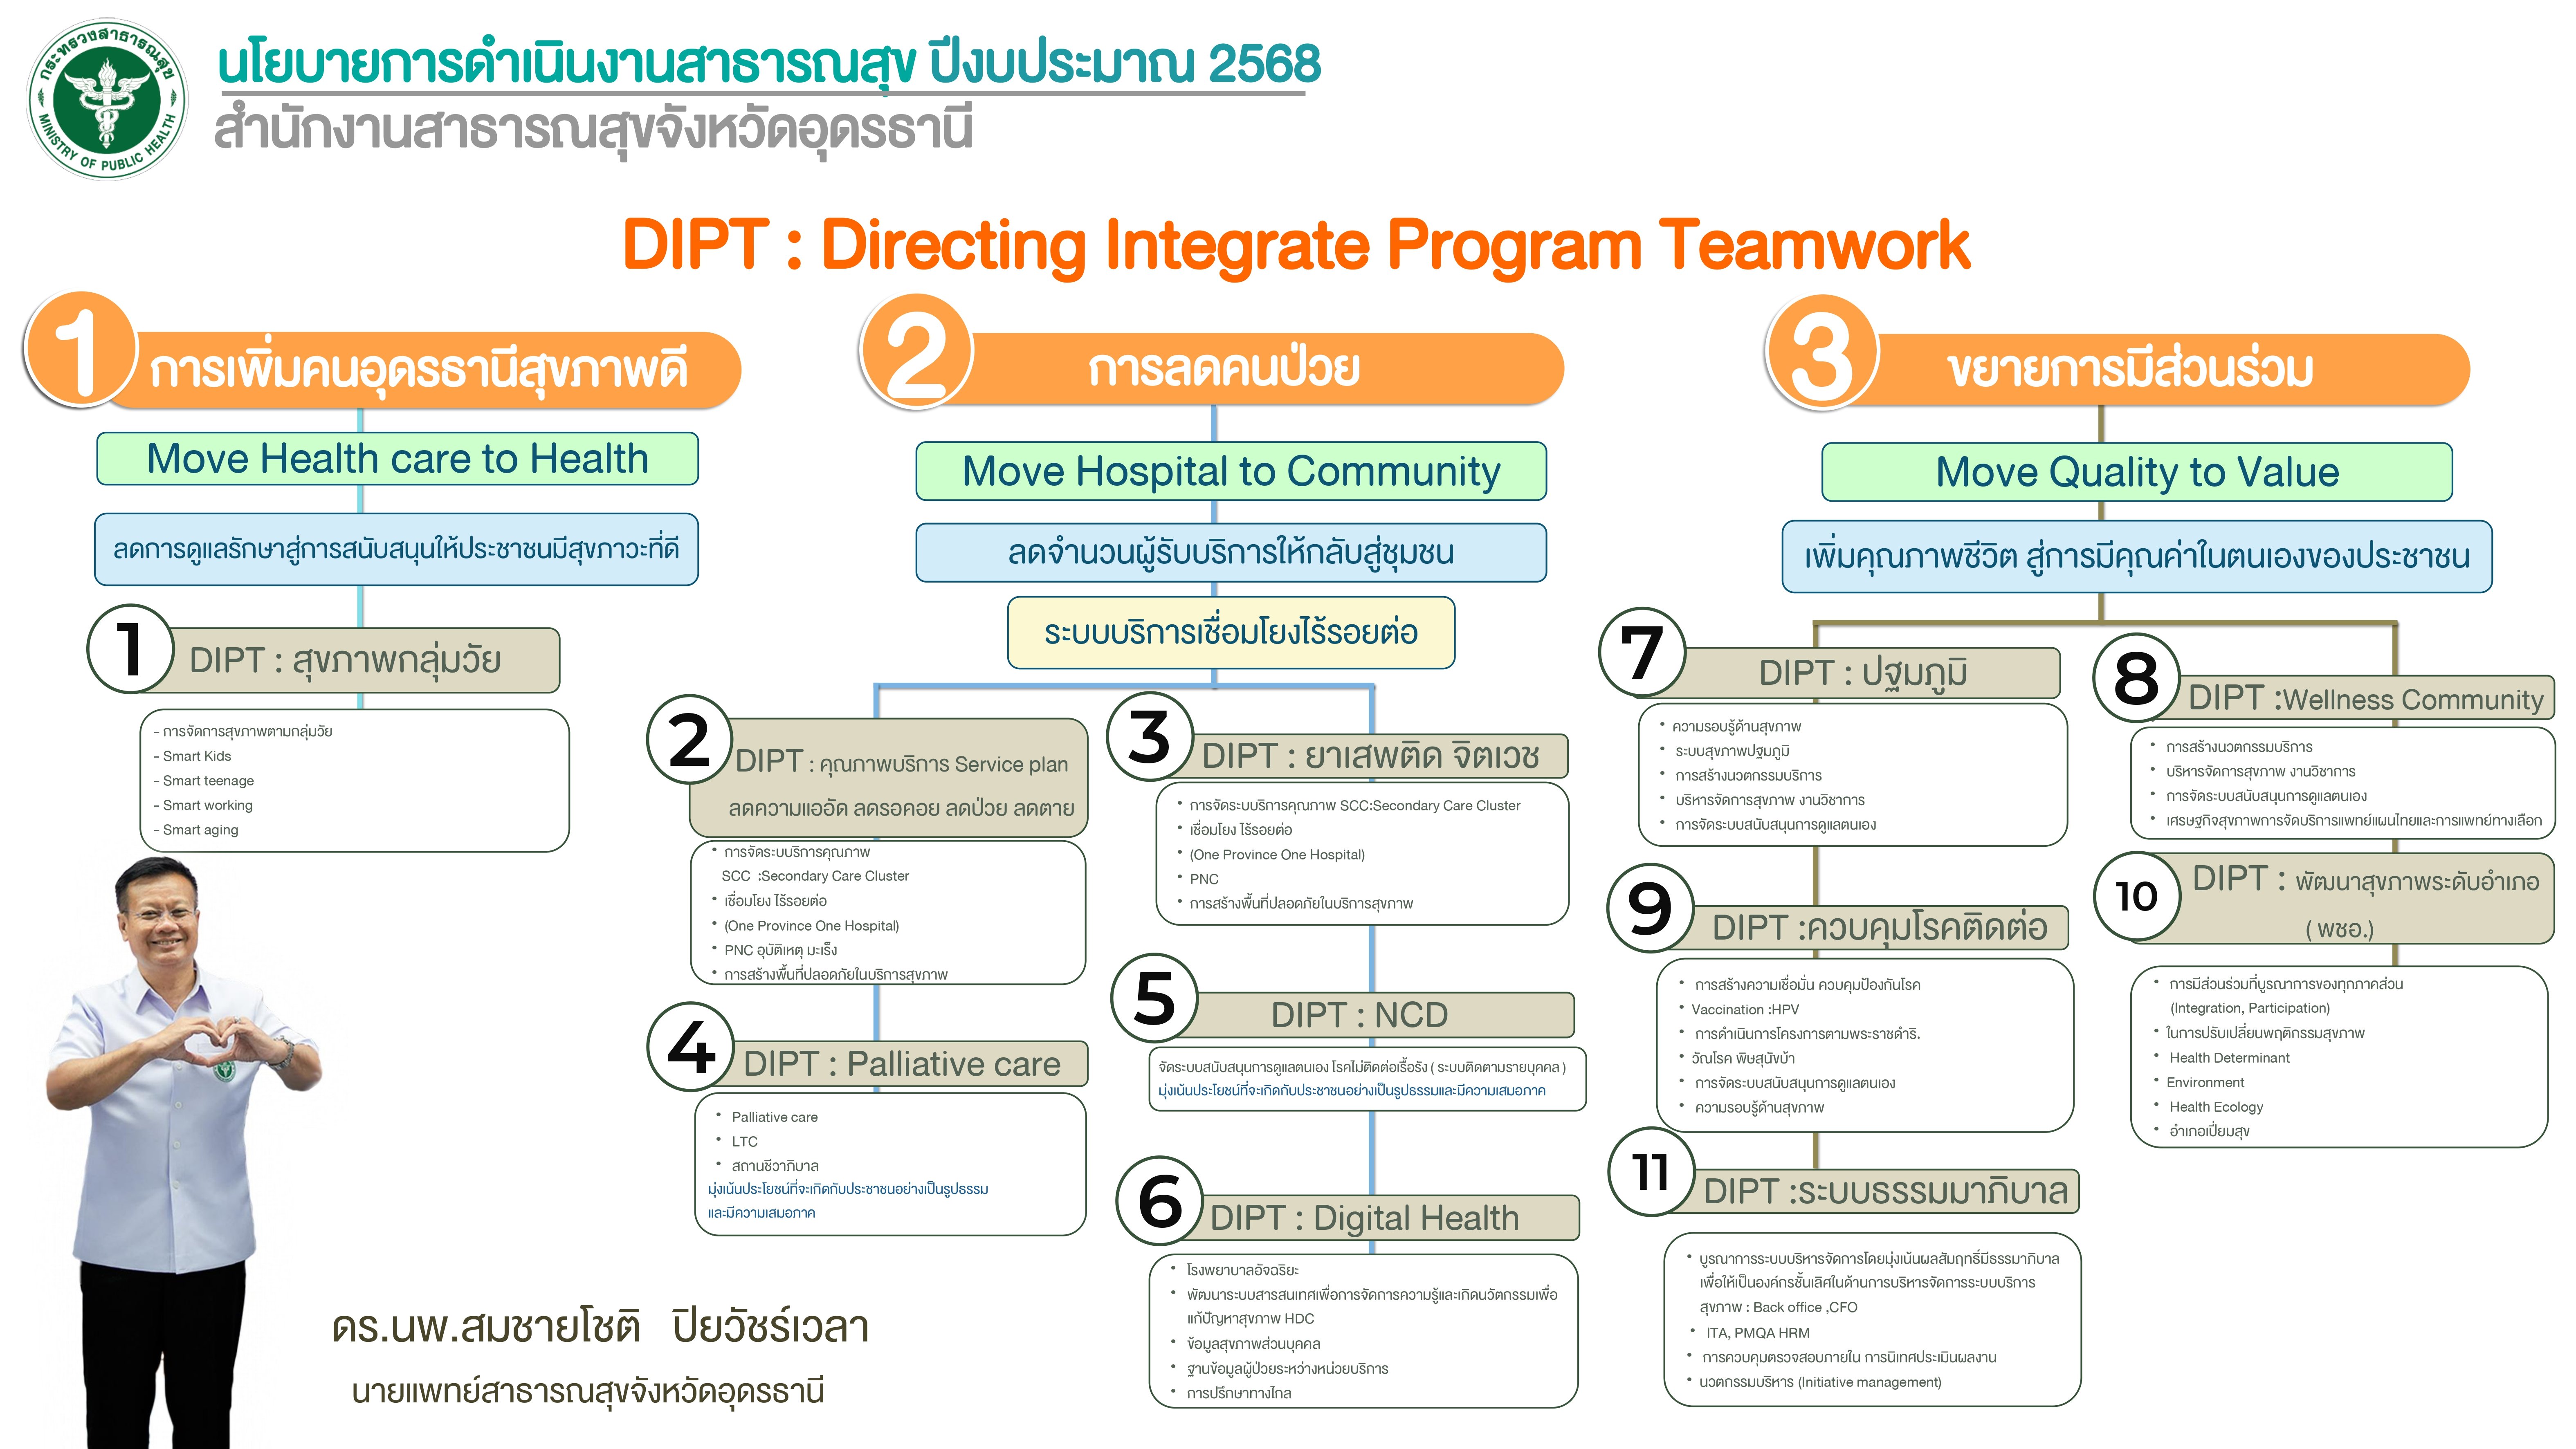 กระทรวงสาธารณสุข
MINISTRY OF PUBLIC HEALTH
นโยบายการดำเนินงานสาธารณสุข ปีงบประมาณ 2568
สำนักงานสาธารณสุขจังหวัดอุดรธานี
DIPT : Directing Integrate Program Teamwork
1
การเพิ่มคนอุดรธานีสุขภาพดี
Move Health care to Health
ลดการดูแลรักษาสู่การสนับสนุนให้ประชาชนมีสุขภาวะที่ดี
1
DIPT : สุขภาพกลุ่มวัย
- การจัดการสุขภาพตามกลุ่มวัย
- Smart Kids
- Smart teenage
- Smart working
- Smart aging
2
การลดคนป่วย
Move Hospital to Community
ลดจำนวนผู้รับบริการให้กลับสู่ชุมชน
ระบบบริการเชื่อมโยงไร้รอยต่อ
2
DIPT : คุณภาพบริการ Service plan
ลดความแออัด ลดรอคอย ลดป่วย ลดตาย
• การจัดระบบบริการคุณภาพ
SCC :Secondary Care Cluster
• เชื่อมโยง ไร้รอยต่อ
• (One Province One Hospital)
• PNC อุบัติเหตุ มะเร็ง
• การสร้างพื้นที่ปลอดภัยในบริการสุขภาพ
3
DIPT : ยาเสพติด จิตเวช
• การจัดระบบบริการคุณภาพ SCC:Secondary Care Cluster
• เชื่อมโยง ไร้รอยต่อ
• (One Province One Hospital)
• PNC
• การสร้างพื้นที่ปลอดภัยในบริการสุขภาพ
4
DIPT : Palliative care
• Palliative care
• LTC
• สถานชีวาภิบาล
มุ่งเน้นประโยชน์ที่จะเกิดกับประชาชนอย่างเป็นรูปธรรม
และมีความเสมอภาค
5
DIPT : NCD
จัดระบบสนับสนุนการดูแลตนเอง โรคไม่ติดต่อเรื้อรัง ( ระบบติดตามรายบุคคล )
มุ่งเน้นประโยชน์ที่จะเกิดกับประชาชนอย่างเป็นรูปธรรมและมีความเสมอภาค
6
DIPT : Digital Health
• โรงพยาบาลอัจฉริยะ
• พัฒนาระบบสารสนเทศเพื่อการจัดการความรู้และเกิดนวัตกรรมเพื่อ
แก้ปัญหาสุขภาพ HDC
• ข้อมูลสุขภาพส่วนบุคคล
• ฐานข้อมูลผู้ป่วยระหว่างหน่วยบริการ
• การปรึกษาทางไกล
3
ขยายการมีส่วนร่วม
Move Quality to Value
เพิ่มคุณภาพชีวิต สู่การมีคุณค่าในตนเองของประชาชน
7
DIPT : ปฐมภูมิ
• ความรอบรู้ด้านสุขภาพ
• ระบบสุขภาพปฐมภูมิ
• การสร้างนวตกรรมบริการ
• บริหารจัดการสุขภาพ งานวิชาการ
• การจัดระบบสนับสนุนการดูแลตนเอง
8
DIPT :Wellness Community
• การสร้างนวตกรรมบริการ
• บริหารจัดการสุขภาพ งานวิชาการ
• การจัดระบบสนับสนุนการดูแลตนเอง
• เศรษฐกิจสุขภาพการจัดบริการแพทย์แผนไทยและการแพทย์ทางเลือก
9
DIPT :ควบคุมโรคติดต่อ
• การสร้างความเชื่อมั่น ควบคุมป้องกันโรค
• Vaccination :HPV
• การดำเนินการโครงการตามพระราชดำริ.
• วัณโรค พิษสุนัขบ้า
• การจัดระบบสนับสนุนการดูแลตนเอง
• ความรอบรู้ด้านสุขภาพ
10
DIPT : พัฒนาสุขภาพระดับอำเภอ
( พชอ.)
• การมีส่วนร่วมที่บูรณาการของทุกภาคส่วน
(Integration, Participation)
• ในการปรับเปลี่ยนพฤติกรรมสุขภาพ
• Health Determinant
• Environment
• Health Ecology
• อำเภอเปี่ยมสุข
11
DIPT :ระบบธรรมมาภิบาล
• บูรณาการระบบบริหารจัดการโดยมุ่งเน้นผลสัมฤทธิ์มีธรรมาภิบาล
เพื่อให้เป็นองค์กรชั้นเลิศในด้านการบริหารจัดการระบบบริการ
สุขภาพ : Back office ,CFO
• ITA, PMQA HRM
• การควบคุมตรวจสอบภายใน การนิเทศประเมินผลงาน
• นวตกรรมบริหาร (Initiative management)
ดร.นพ.สมชายโชติ ปิยวัชร์เวลา
นายแพทย์สาธารณสุขจังหวัดอุดรธานี